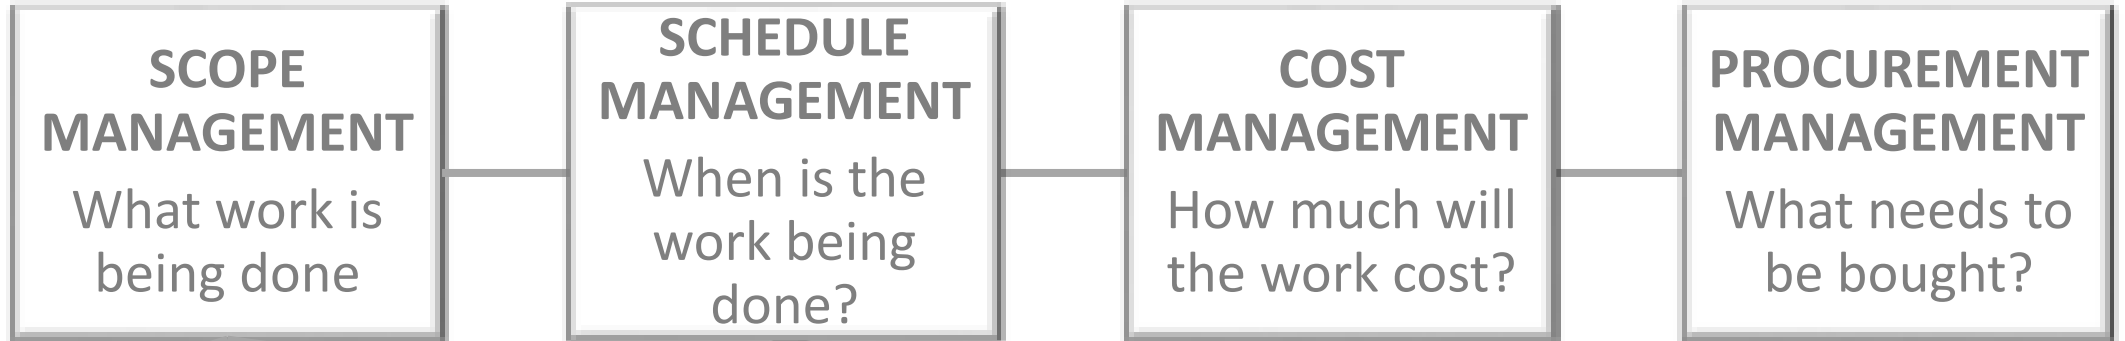 SCOPE
MANAGEMENT
What work is
being done
SCHEDULE
MANAGEMENT
When is the
work being
done?
COST
MANAGEMENT
How much will
the work cost?
PROCUREMENT
MANAGEMENT
What needs to
be bought?